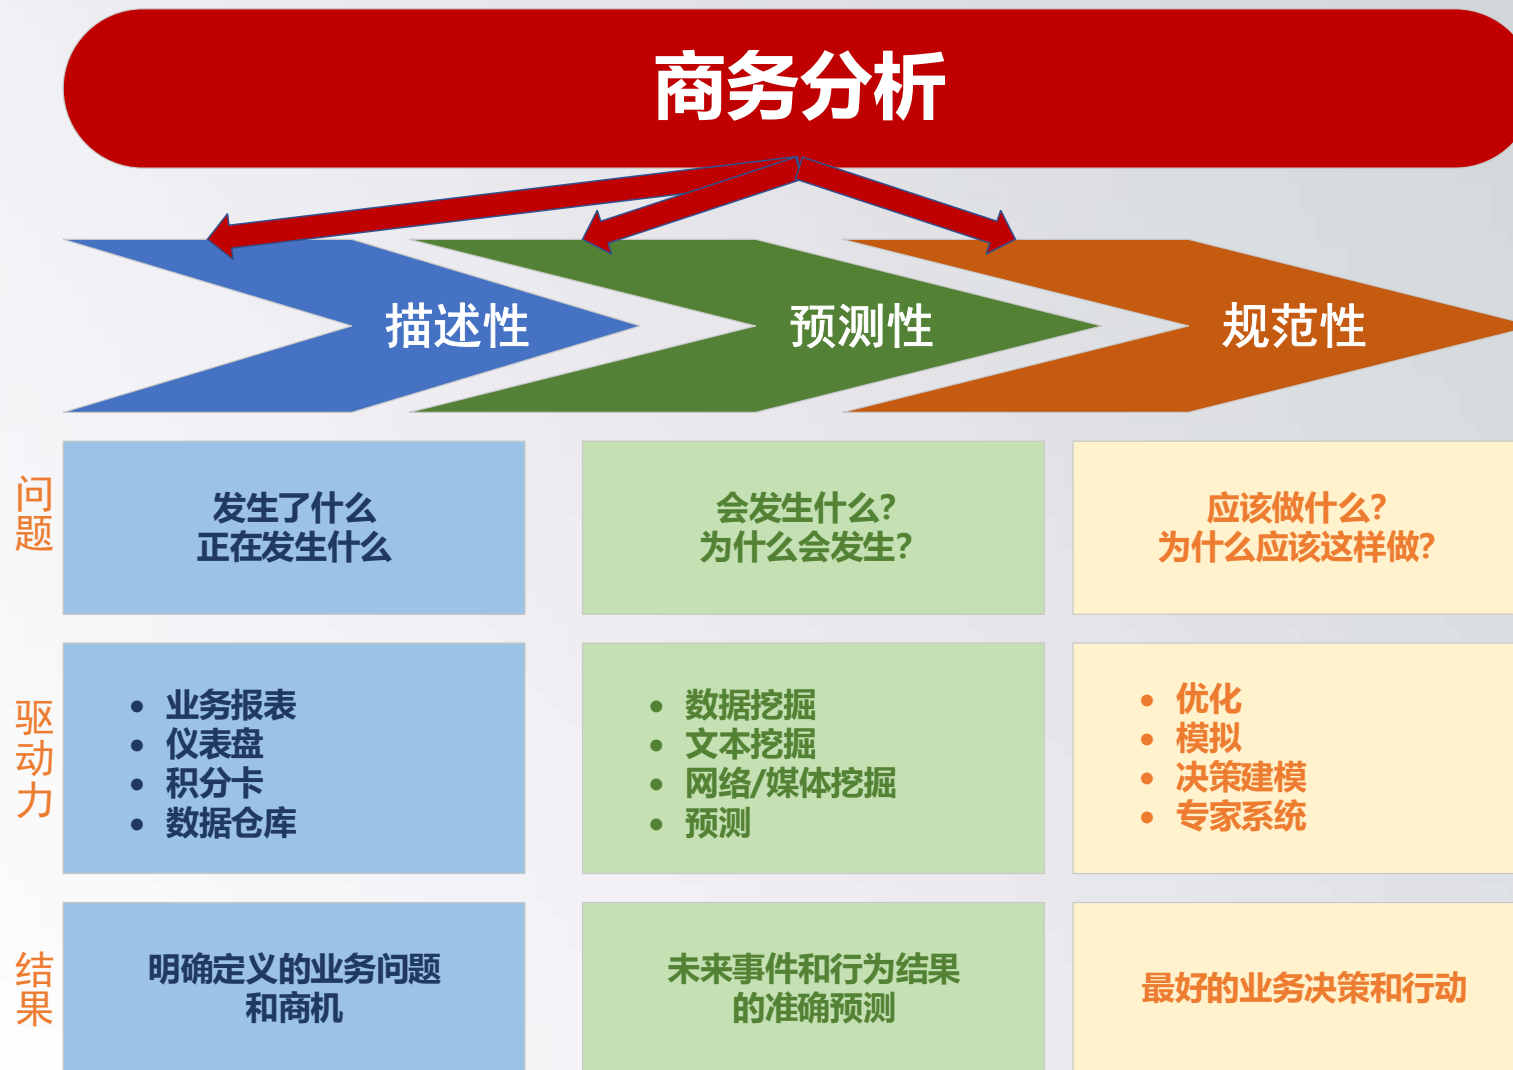 商务分析
描述性
预测性
规范性
问题
发生了什么
正在发生什么
会发生什么?
为什么会发生?
应该做什么?
为什么应该这样做?
驱动力
• 业务报表
• 仪表盘
• 积分卡
• 数据仓库
• 数据挖掘
• 文本挖掘
• 网络/媒体挖掘
• 预测
• 优化
• 模拟
• 决策建模
• 专家系统
结果
明确定义的业务问题
和商机
未来事件和行为结果
的准确预测
最好的业务决策和行动